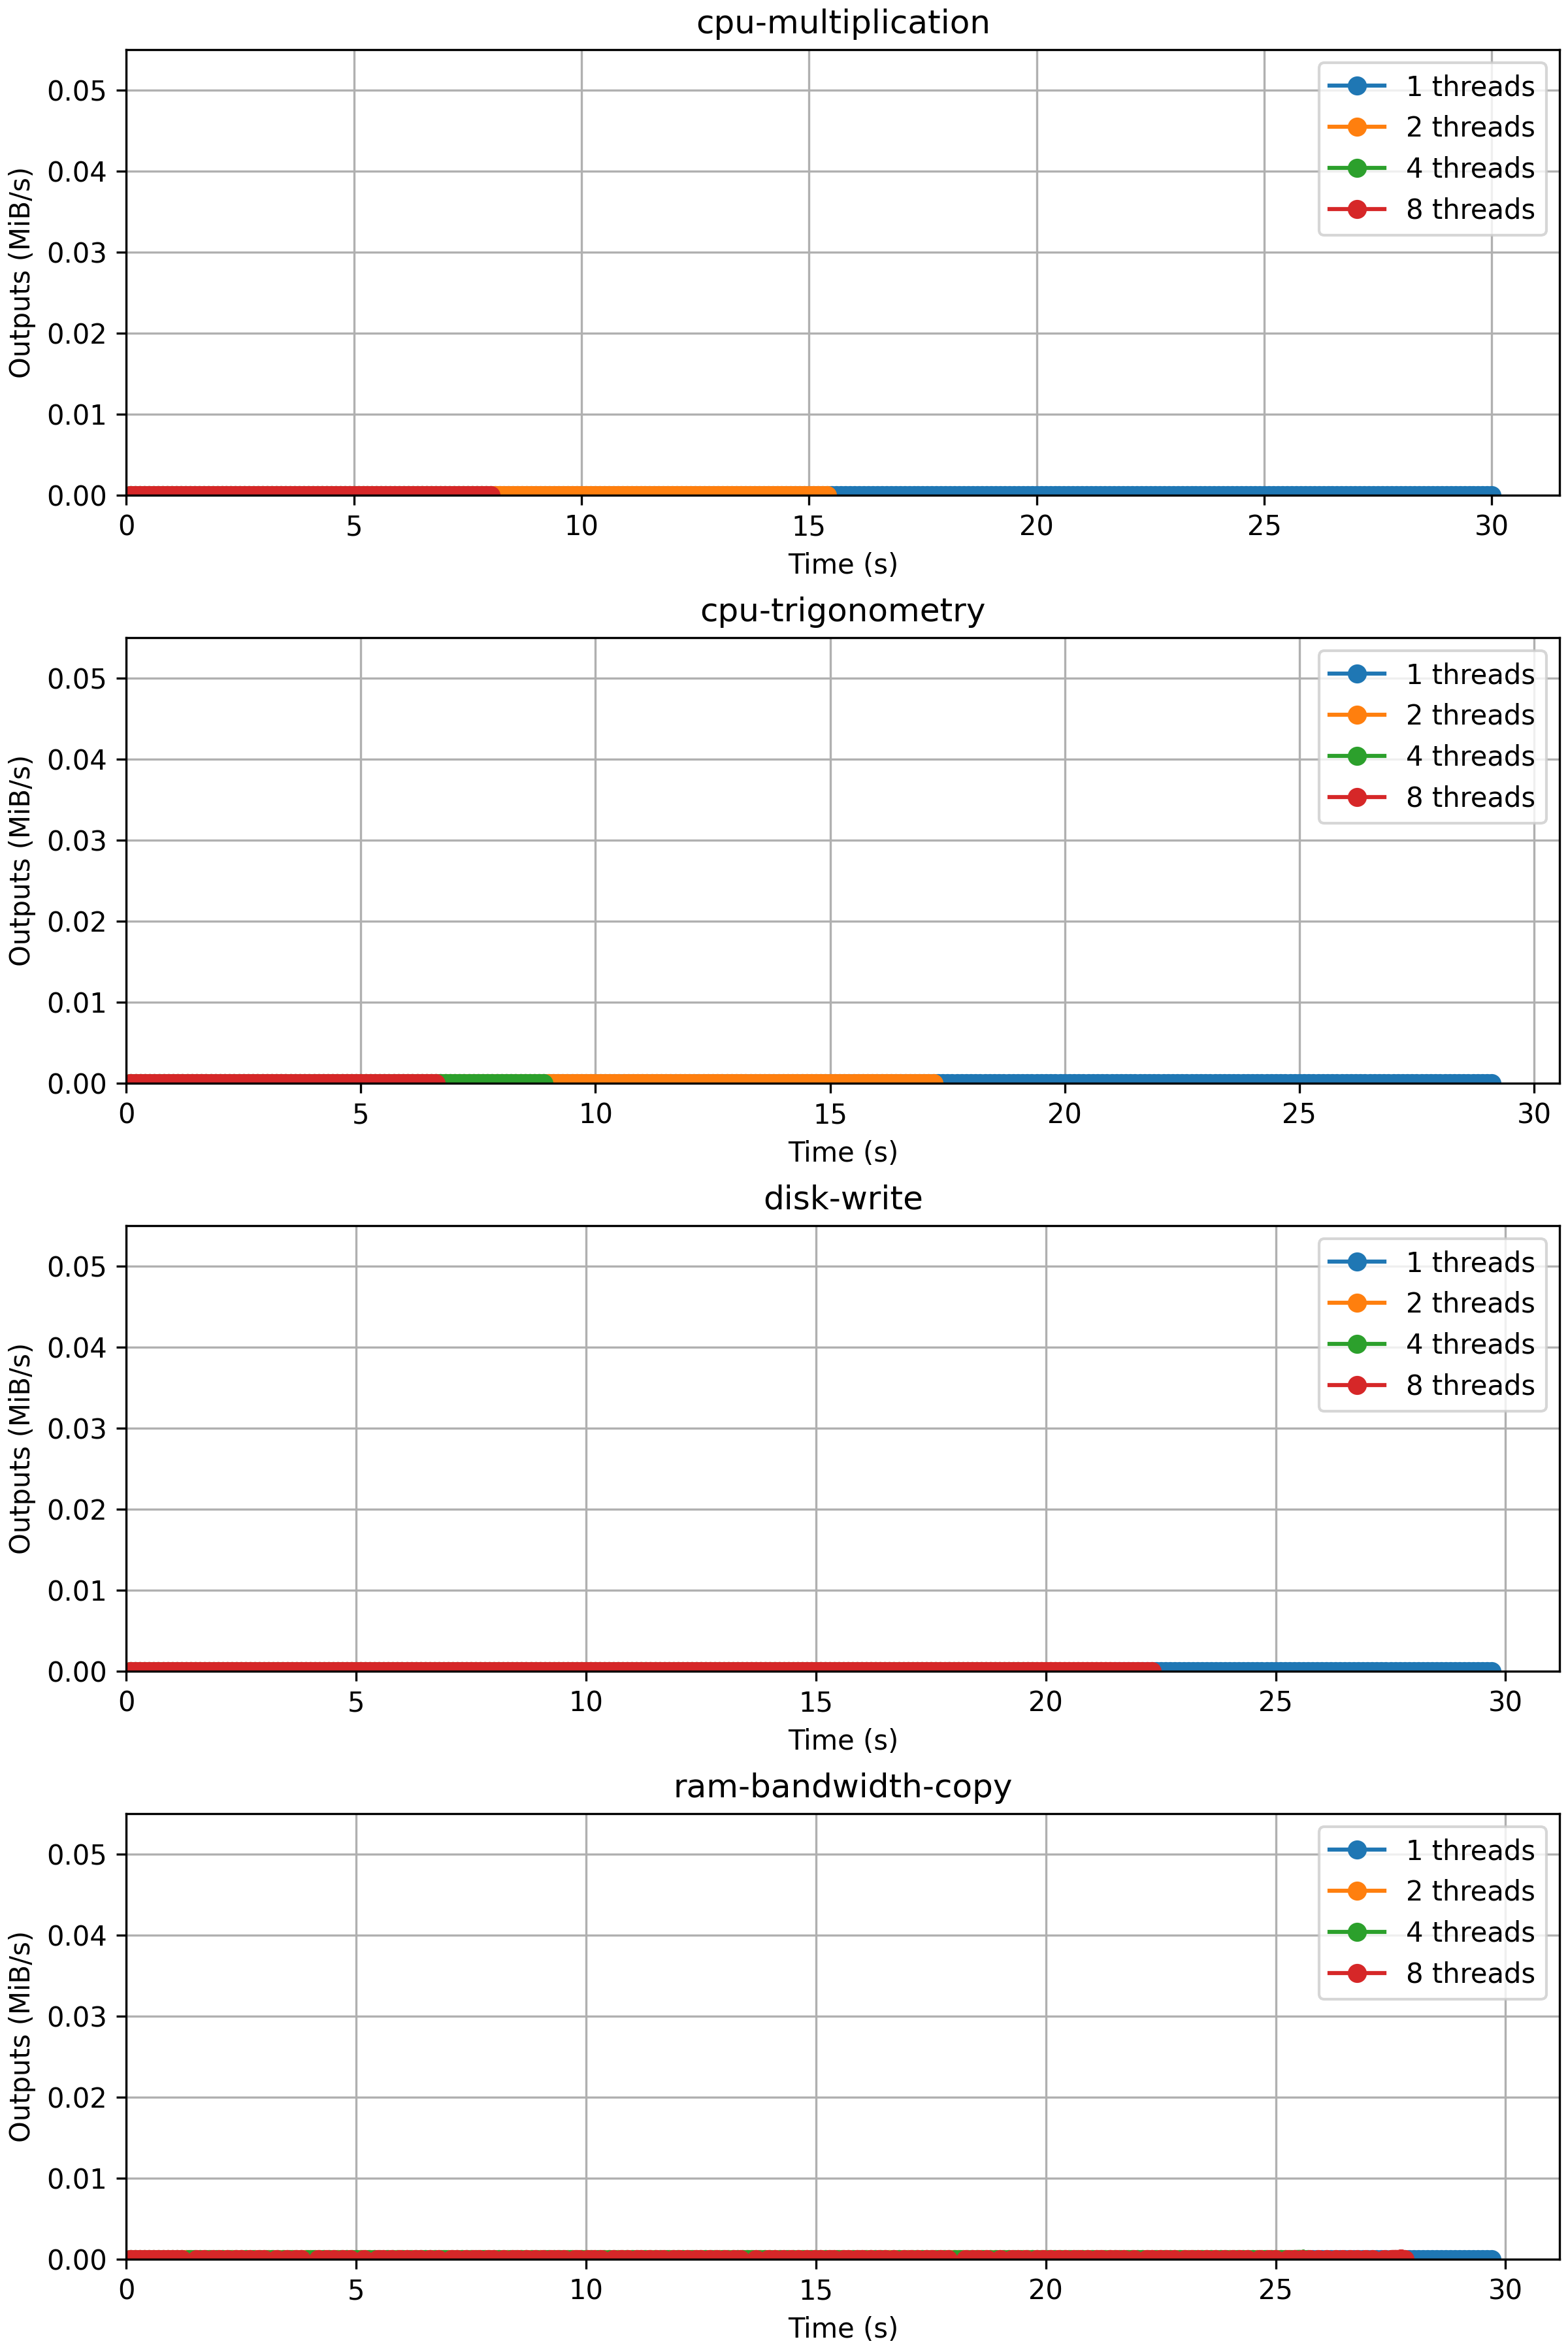 cpu-multiplication
0.05
0.04
0.03
0.02
0.01
0.00
Outputs (MiB/s)
1 threads
2 threads
4 threads
8 threads
0 5 10 15 20 25 30
Time (s)
cpu-trigonometry
0.05
0.04
0.03
0.02
0.01
0.00
Outputs (MiB/s)
1 threads
2 threads
4 threads
8 threads
0 5 10 15 20 25 30
Time (s)
disk-write
0.05
0.04
0.03
0.02
0.01
0.00
Outputs (MiB/s)
1 threads
2 threads
4 threads
8 threads
0 5 10 15 20 25 30
Time (s)
ram-bandwidth-copy
0.05
0.04
0.03
0.02
0.01
0.00
Outputs (MiB/s)
1 threads
2 threads
4 threads
8 threads
0 5 10 15 20 25 30
Time (s)